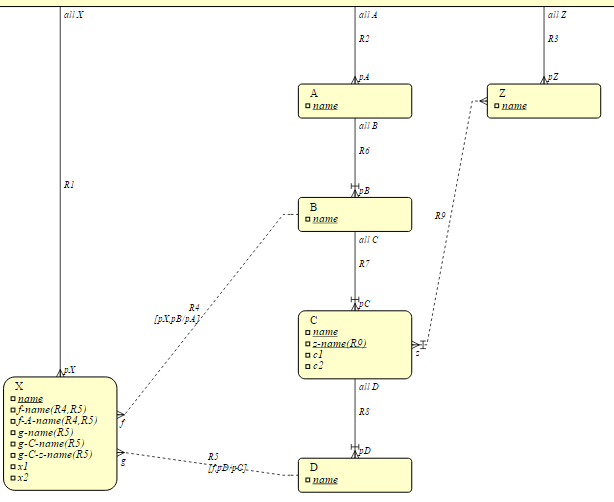 all X
all A
all Z
R2
R3
pA
pZ
A
name
Z
name
all B
R6
R1
pB
B
name
R9
all C
R7
R4
[pX,pB/pA]
pC
C
name
z-name(R9)
c1
c2
z
pX
X
name
f-name(R4,R5)
f-A-name(R4,R5)
g-name(R5)
g-C-name(R5)
g-C-z-name(R5)
x1
x2
f
g
all D
R8
R5
[f,pD/pC]
pD
D
name